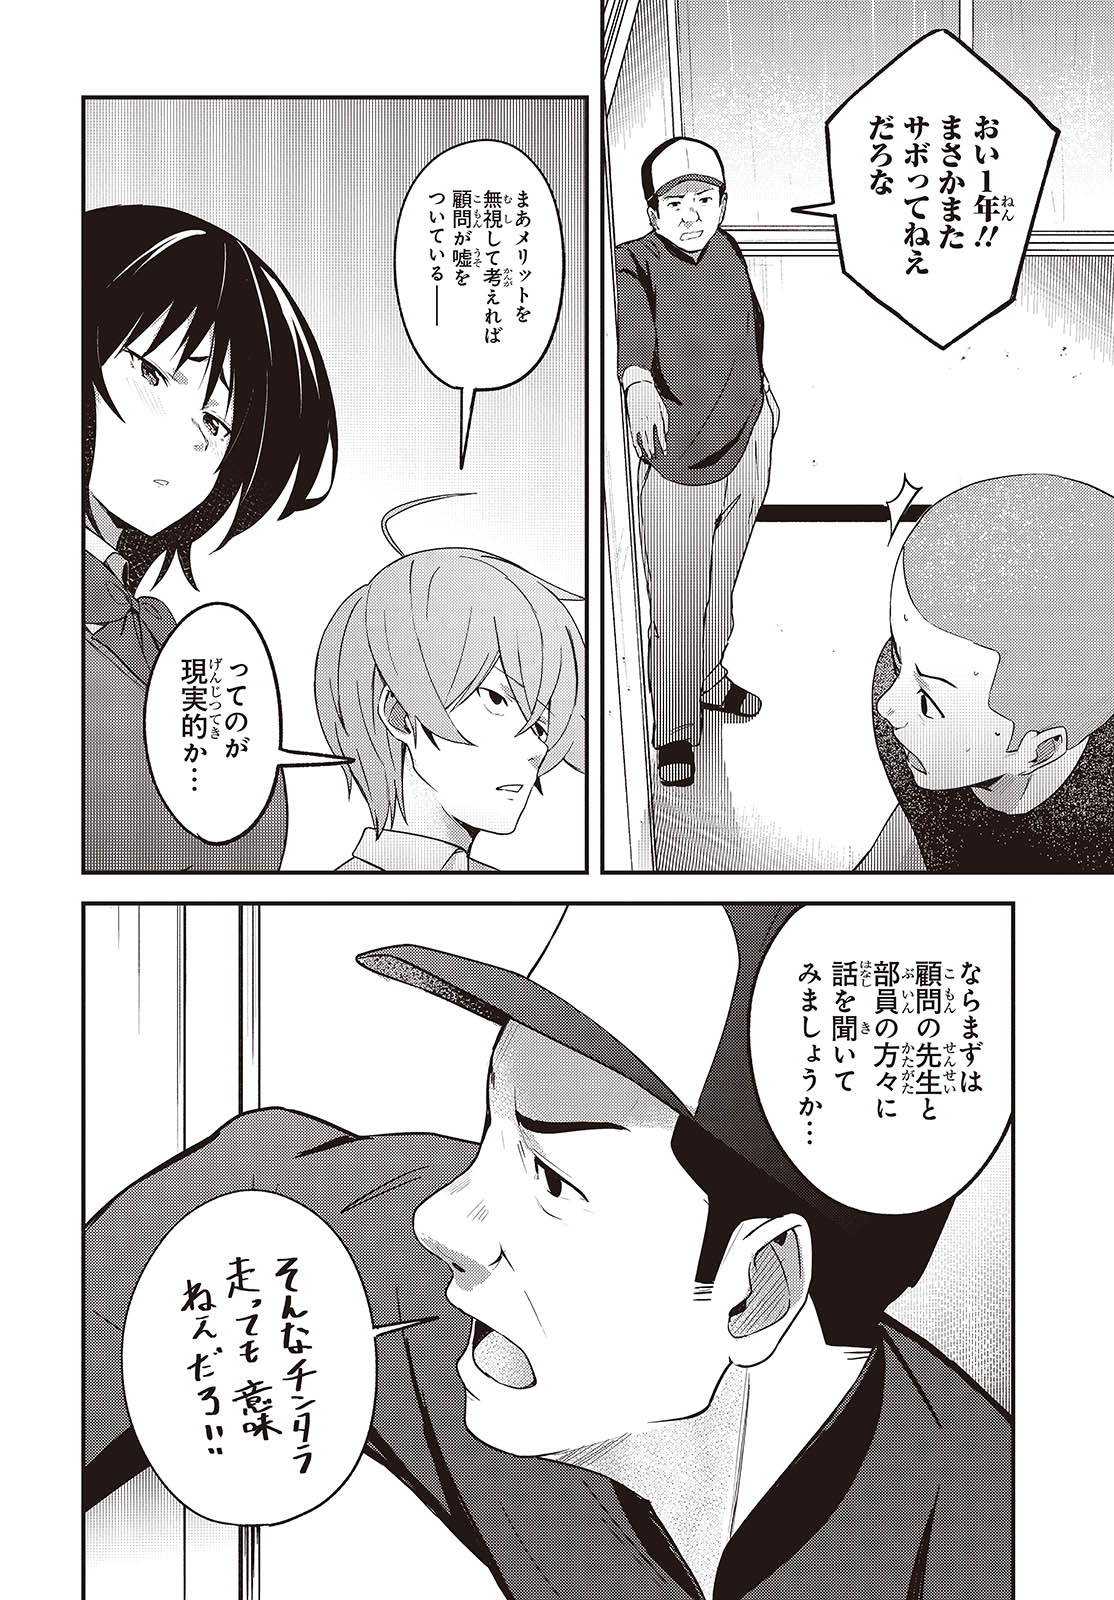 おい1年!!
まさかまた
サボってねえ
だろな
まあメリットを
無視して考えれば
顧問が嘘を
ついている──
ってのが
現実的か…
ならまずは
顧問の先生と
部員の方々に
話を聞いて
みましょうか…
そんなチンタラ
走っても意味
ねぇだろ!!